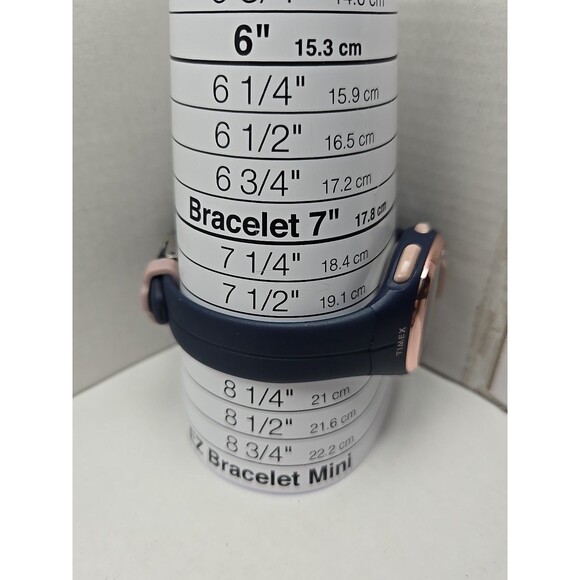 6" 15.3 cm
6 1/4" 15.9 cm
6 1/2" 16.5 cm
6 3/4" 17.2 cm
Bracelet 7" 17.8 cm
7 1/4" 18.4 cm
7 1/2" 19.1 cm
TIMEX
8 1/4" 21 cm
8 1/2" 21.6 cm
8 3/4" 22.2 cm
EZ Bracelet Mini